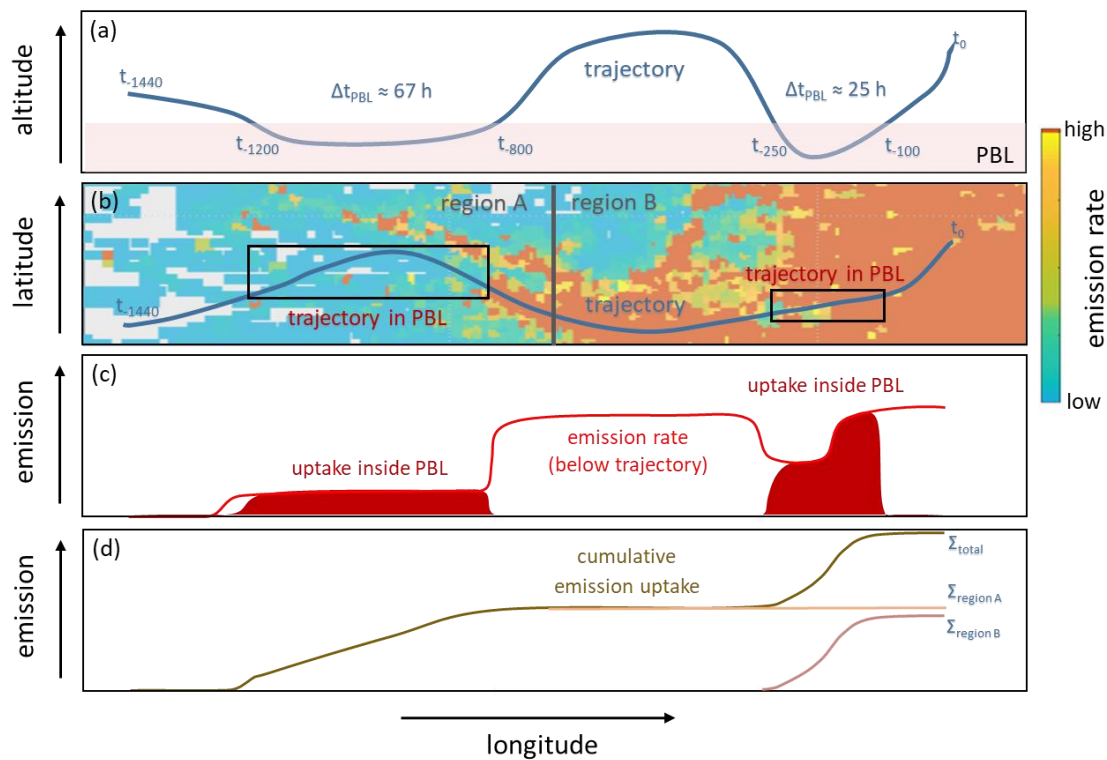 (a)
t-1440
Δt_PBL ≈ 67 h
trajectory
Δt_PBL ≈ 25 h
t0
t-1200
t-800
t-250
t-100
PBL
altitude
(b)
region A
region B
t0
trajectory in PBL
t-1440
trajectory in PBL
trajectory
latitude
high
low
emission rate
(c)
uptake inside PBL
uptake inside PBL
emission rate
(below trajectory)
emission
(d)
cumulative
emission uptake
Σtotal
Σregion A
Σregion B
emission
longitude